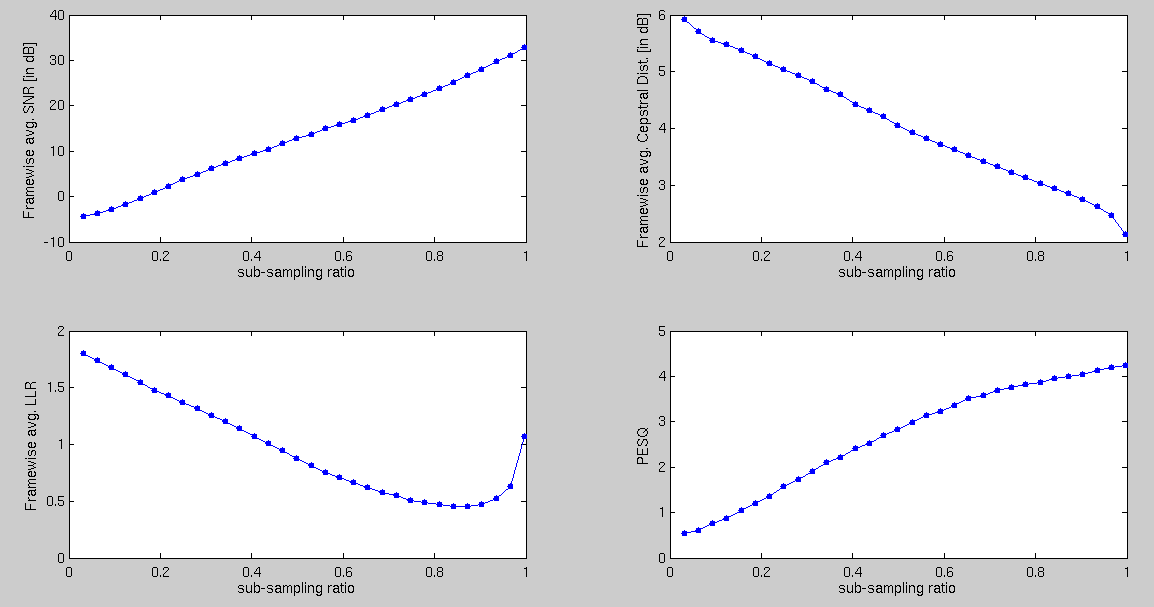 40
30
20
10
0
-10
Framewise avg. SNR [in dB]
0 0.2 0.4 0.6 0.8 1
sub-sampling ratio
6
5
4
3
2
Framewise avg. Cepstral Dist. [in dB]
0 0.2 0.4 0.6 0.8 1
sub-sampling ratio
2
1.5
1
0.5
0
Framewise avg. LLR
0 0.2 0.4 0.6 0.8 1
sub-sampling ratio
5
4
3
2
1
0
PESQ
0 0.2 0.4 0.6 0.8 1
sub-sampling ratio